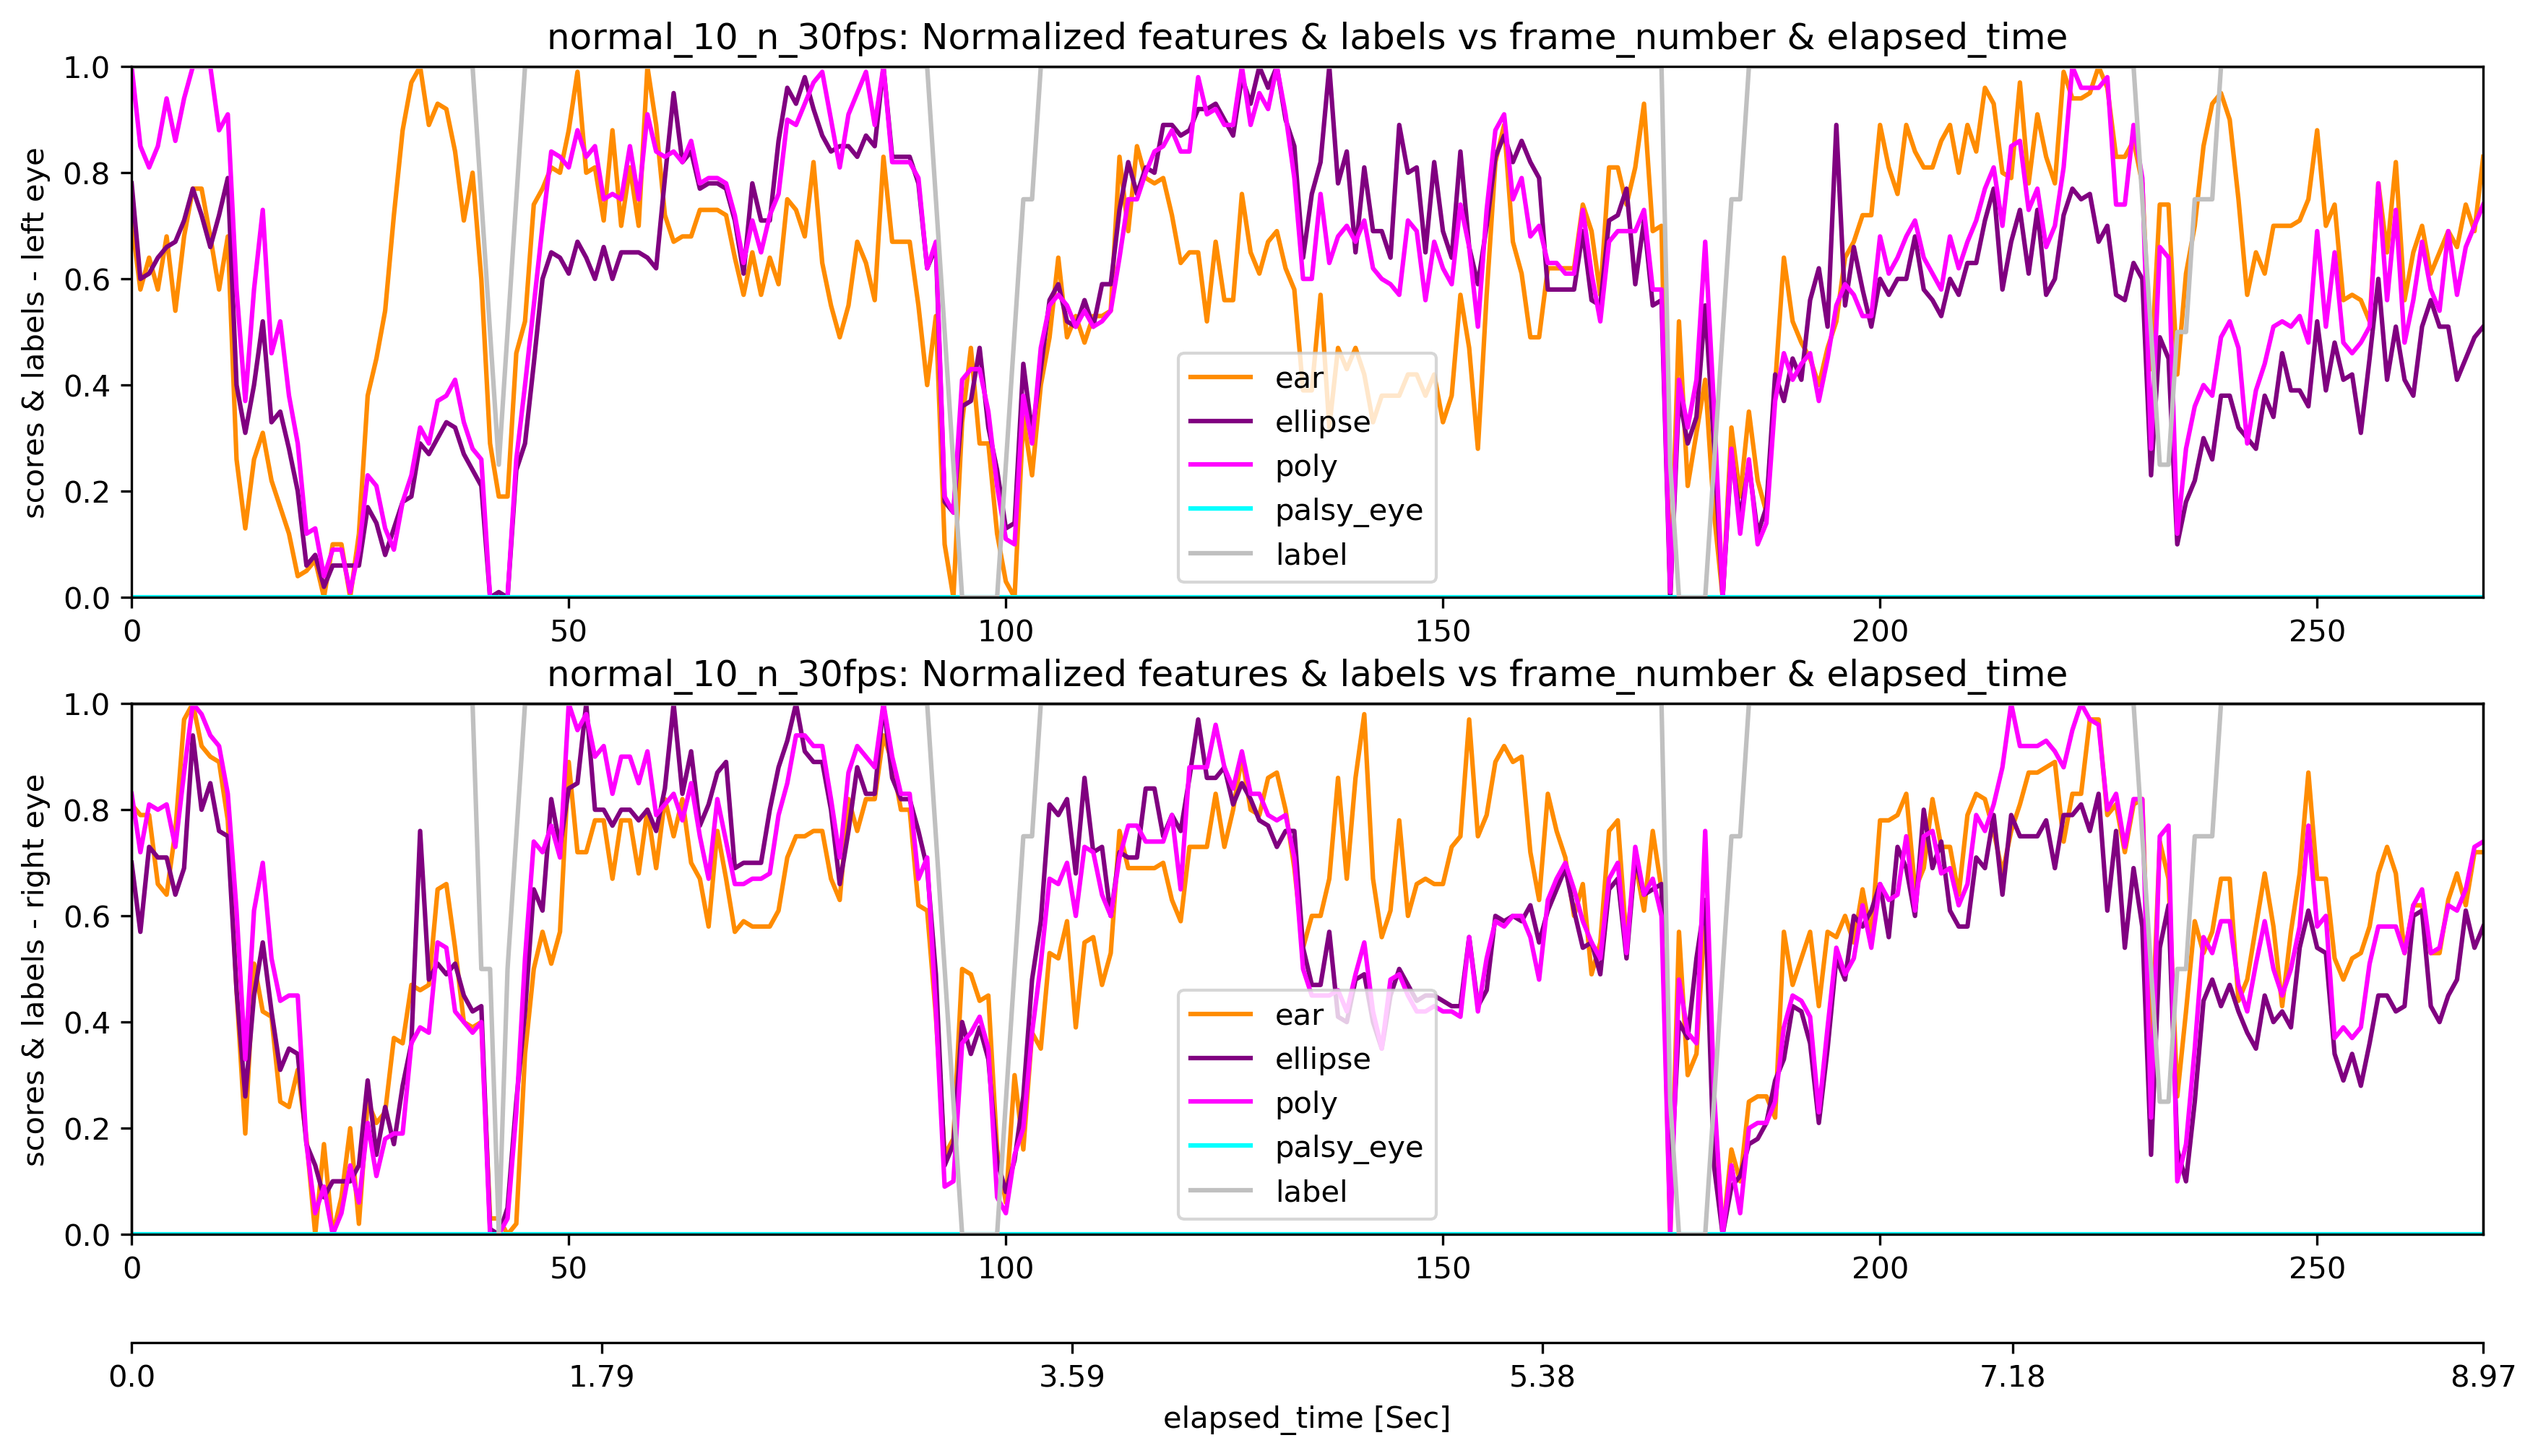 normal_10_n_30fps: Normalized features & labels vs frame_number & elapsed_time
scores & labels - left eye
1.0
0.8
0.6
0.4
0.2
0.0
ear
ellipse
poly
palsy_eye
label
0 50 100 150 200 250
normal_10_n_30fps: Normalized features & labels vs frame_number & elapsed_time
scores & labels - right eye
1.0
0.8
0.6
0.4
0.2
0.0
ear
ellipse
poly
palsy_eye
label
0 50 100 150 200 250
0.0 1.79 3.59 5.38 7.18 8.97
elapsed_time [Sec]